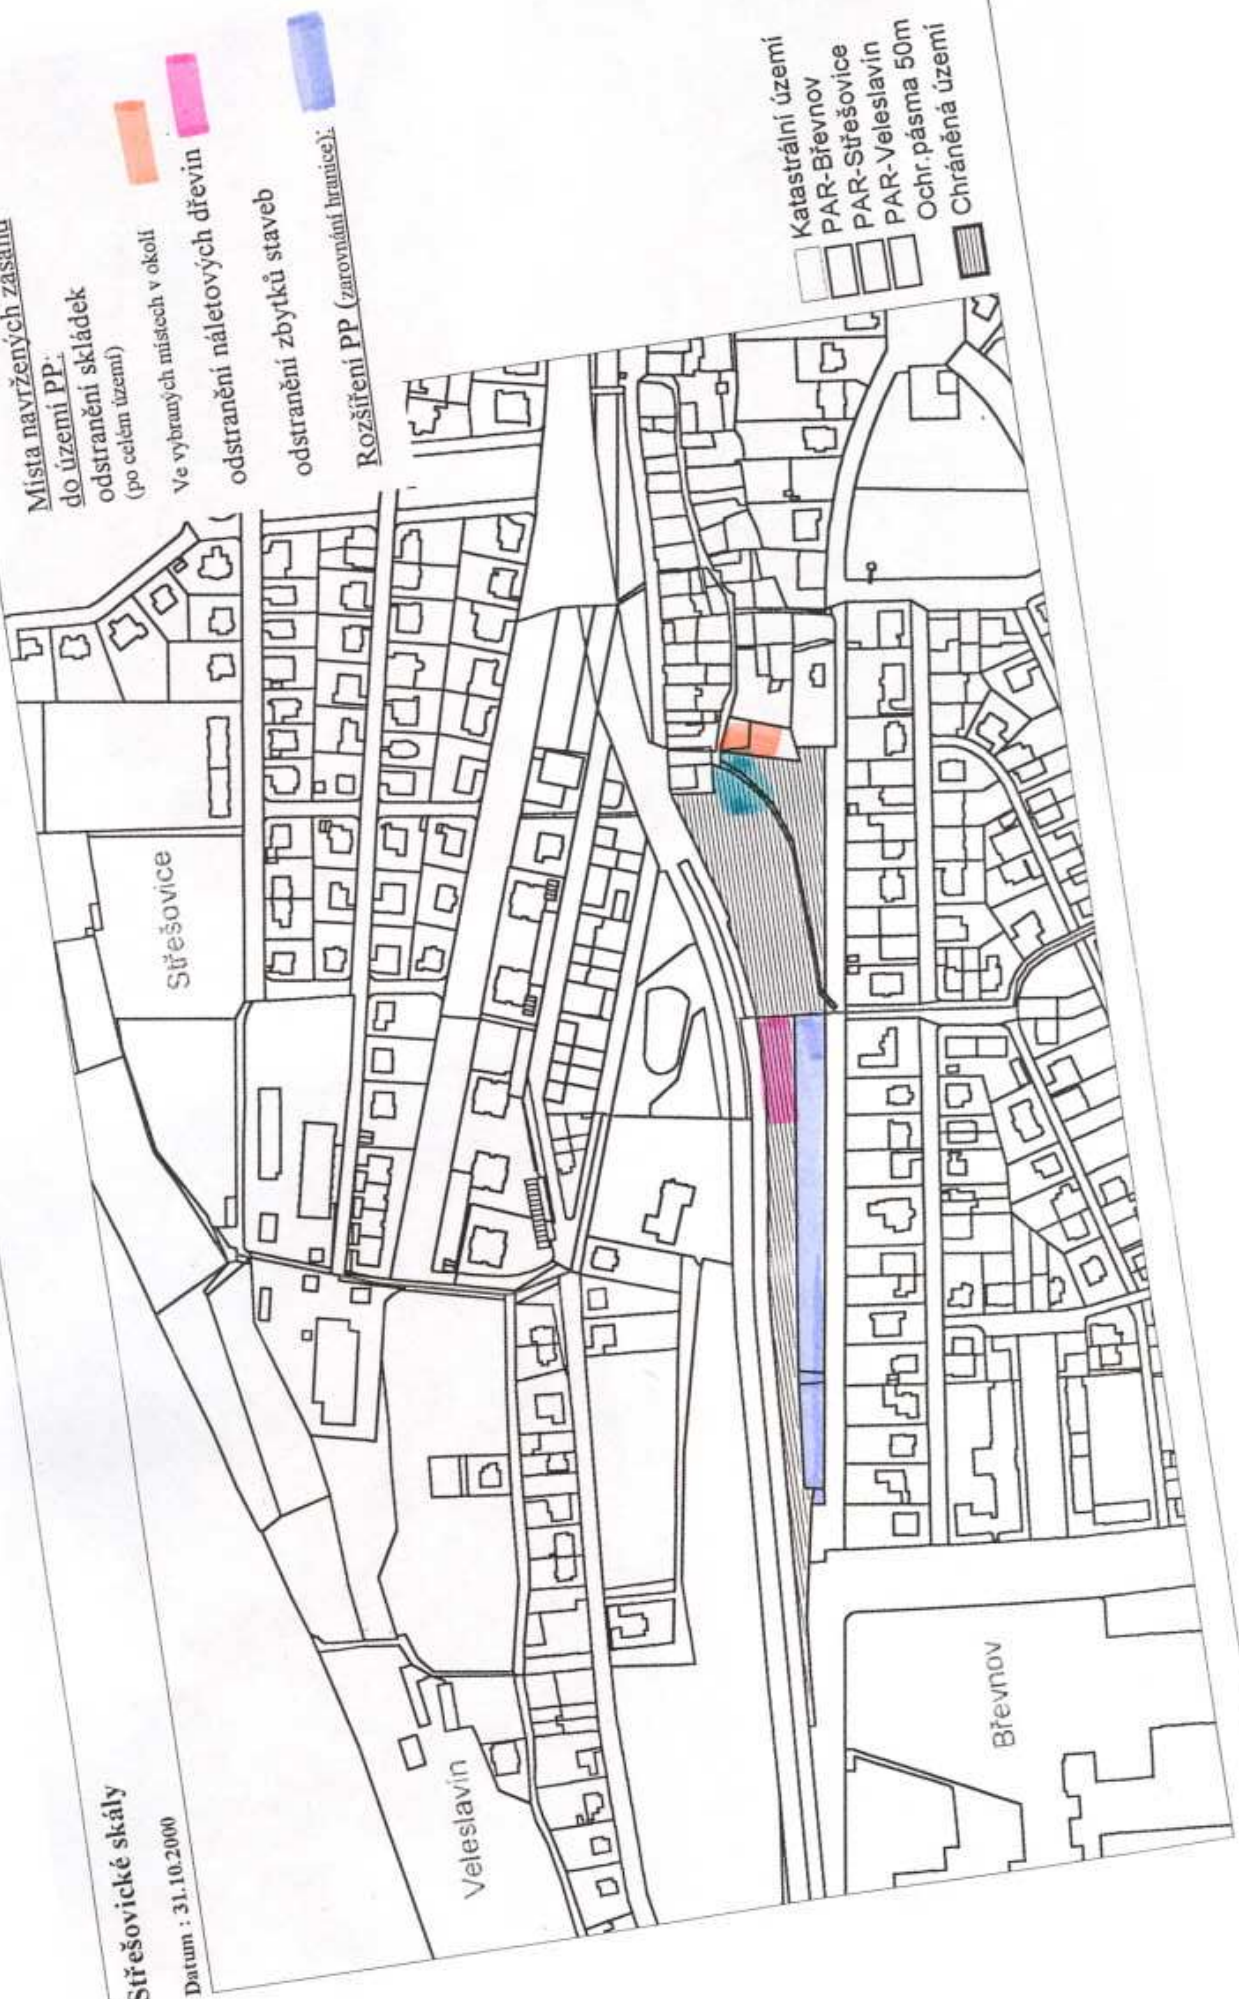 Střešovické skály
Datum : 31.10.2000
Místa navržených zásahů
do území PP:
odstranění skládek
(po celém území)
Ve vybraných místech v okolí
odstranění náletových dřevin
odstranění zbytků staveb
Rozšíření PP (zarovnání hranice):
Katastrální území
PAR-Břevnov
PAR-Střešovice
PAR-Veleslavín
Ochr.pásma 50m
Chráněná území
Střešovice
Veleslavín
Břevnov